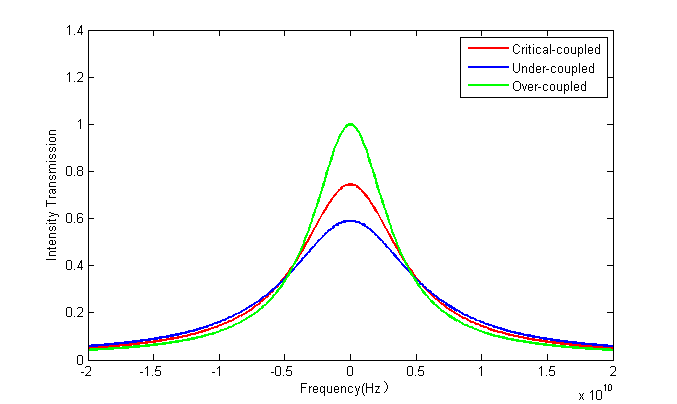 1.4
1.2
1
0.8
0.6
0.4
0.2
0
Intensity Transmission
Critical-coupled
Under-coupled
Over-coupled
-2 -1.5 -1 -0.5 0 0.5 1 1.5 2
Frequency(Hz）
x 10^10